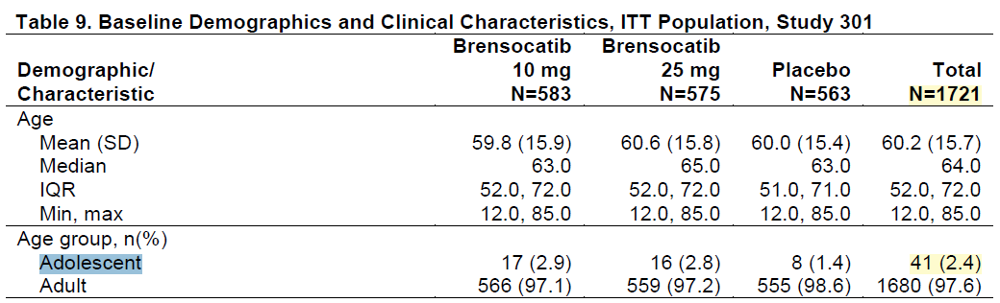 Table 9. Baseline Demographics and Clinical Characteristics, ITT Population, Study 301
Brensocatib Brensocatib
Demographic/ 10 mg 25 mg Placebo Total
Characteristic N=583 N=575 N=563 N=1721
Age
Mean (SD) 59.8 (15.9) 60.6 (15.8) 60.0 (15.4) 60.2 (15.7)
Median 63.0 65.0 63.0 64.0
IQR 52.0, 72.0 52.0, 72.0 51.0, 71.0 52.0, 72.0
Min, max 12.0, 85.0 12.0, 85.0 12.0, 85.0 12.0, 85.0
Age group, n(%)
Adolescent 17 (2.9) 16 (2.8) 8 (1.4) 41 (2.4)
Adult 566 (97.1) 559 (97.2) 555 (98.6) 1680 (97.6)